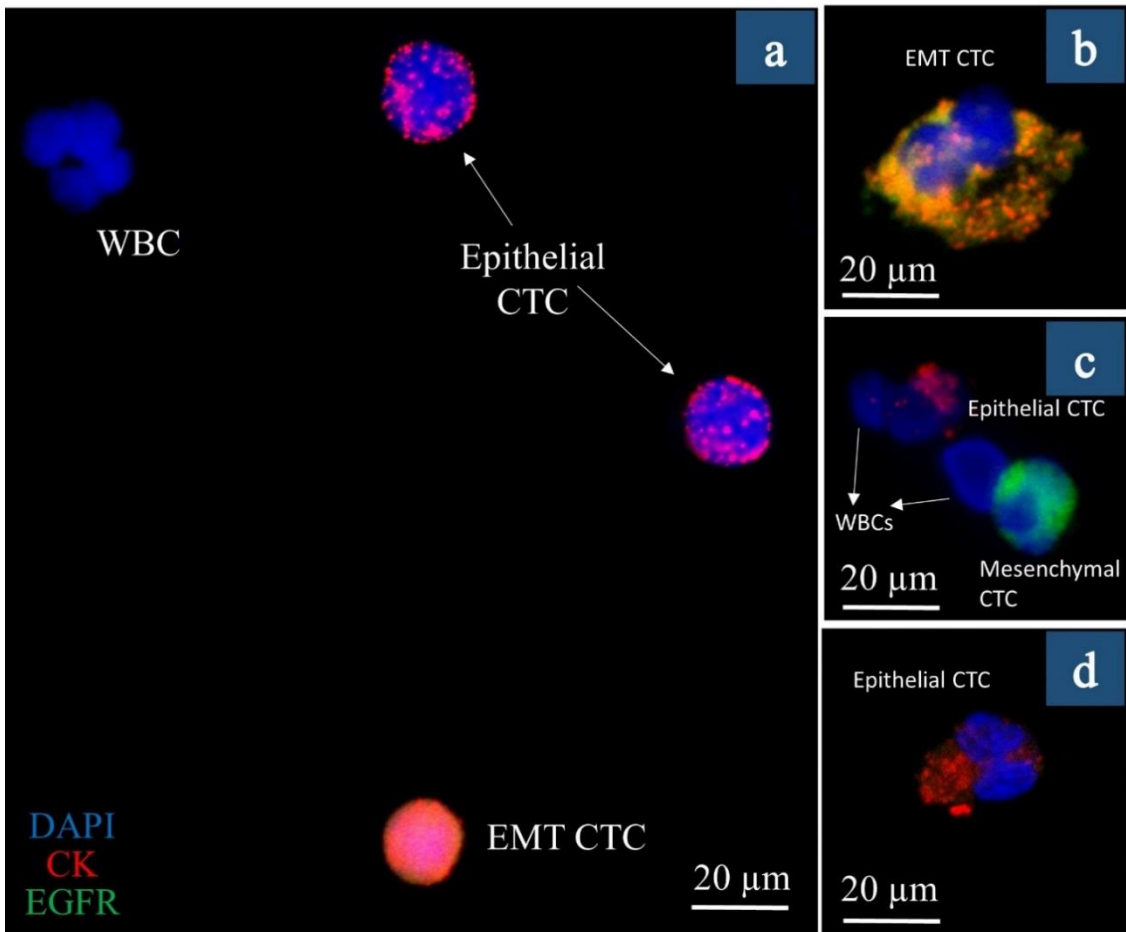 a
WBC
Epithelial
CTC
EMT CTC
DAPI
CK
EGFR
20 µm
b
EMT CTC
20 µm
c
Epithelial CTC
WBCs
Mesenchymal
CTC
20 µm
d
Epithelial CTC
20 µm